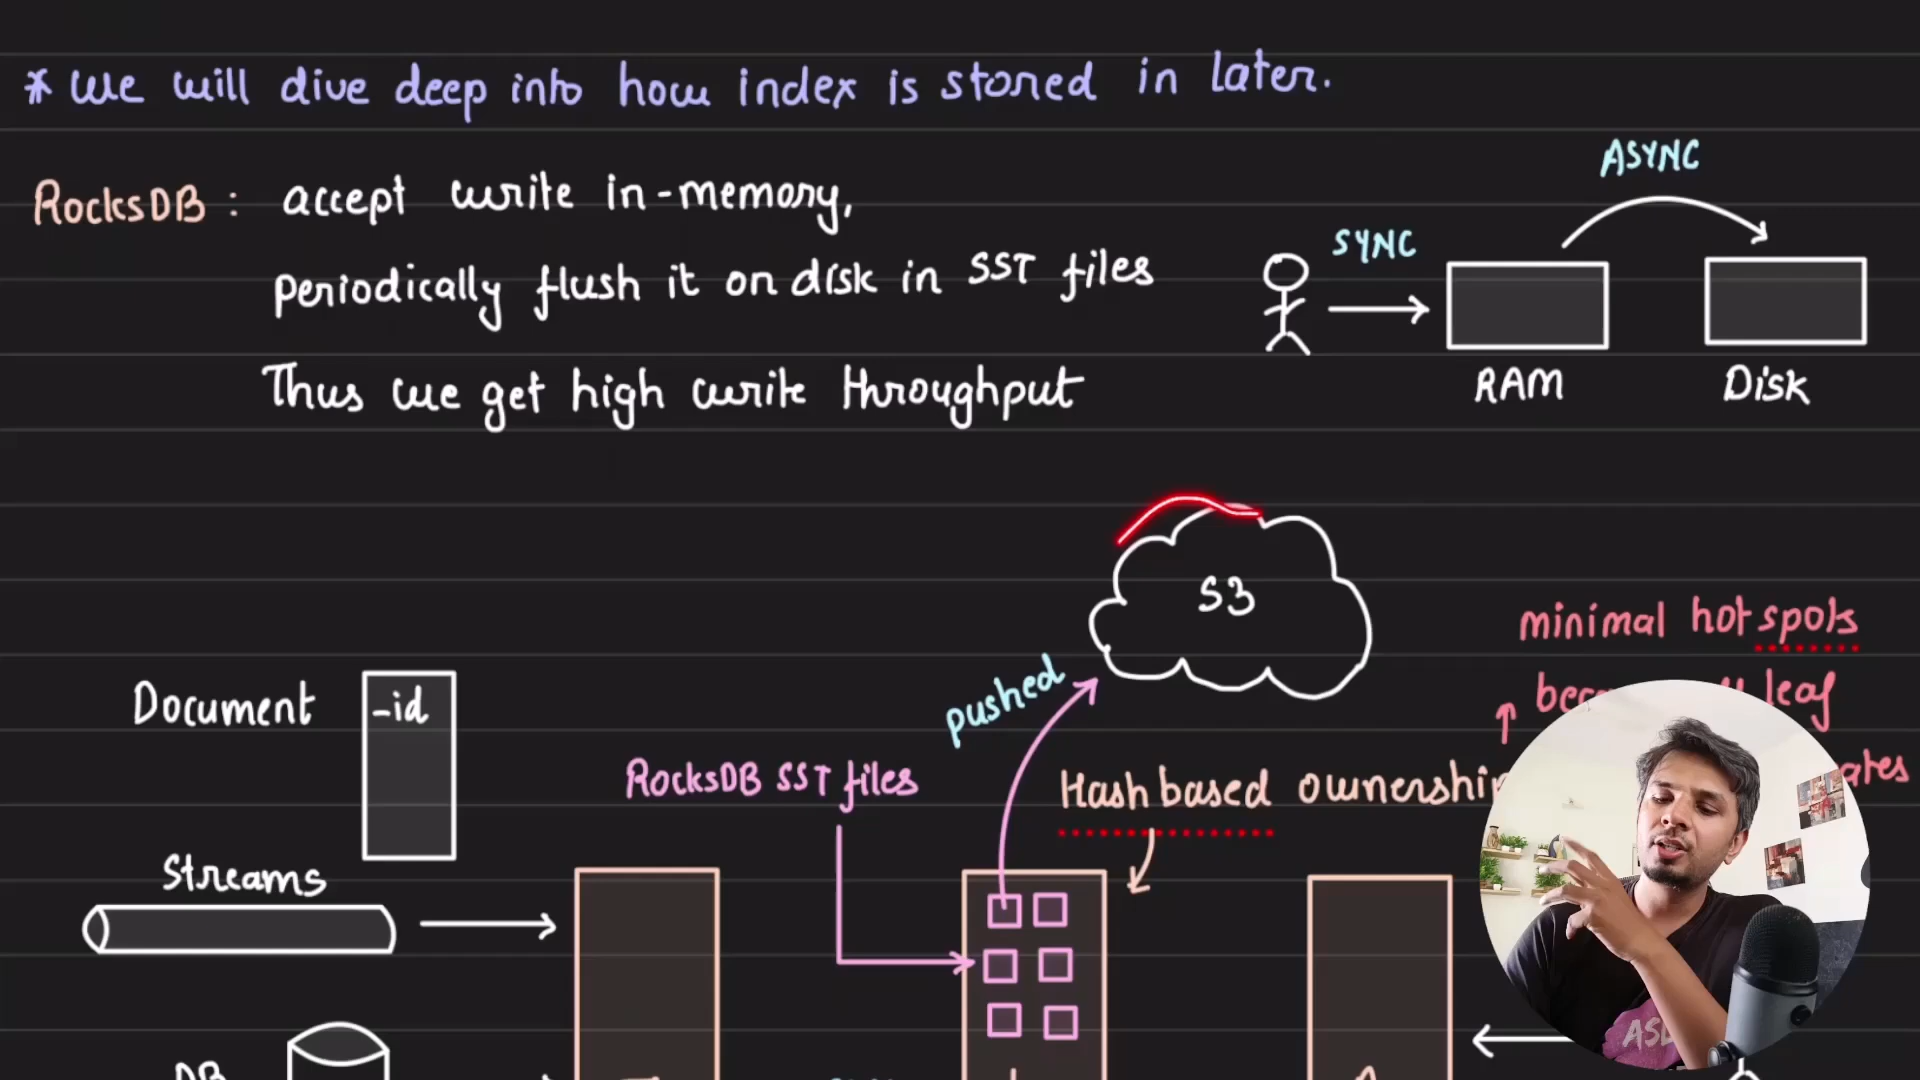 * We will dive deep into how index is stored in later.
ASYNC
RocksDB : accept write in-memory,
SYNC
periodically flush it on disk in SST files
Thus we get high write throughput
RAM
Disk
S3
minimal hot spots
leaf
pushed
Document
-id
RocksDB SST files
Hash based ownership
Streams
DB